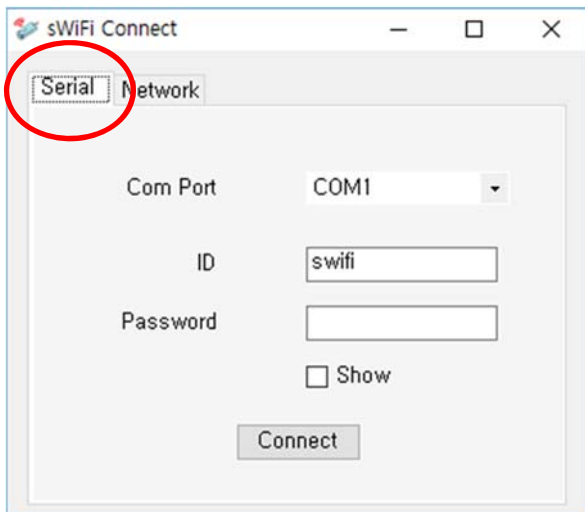 sWiFi Connect
Serial Network
Com Port COM1
ID swifi
Password
Show
Connect